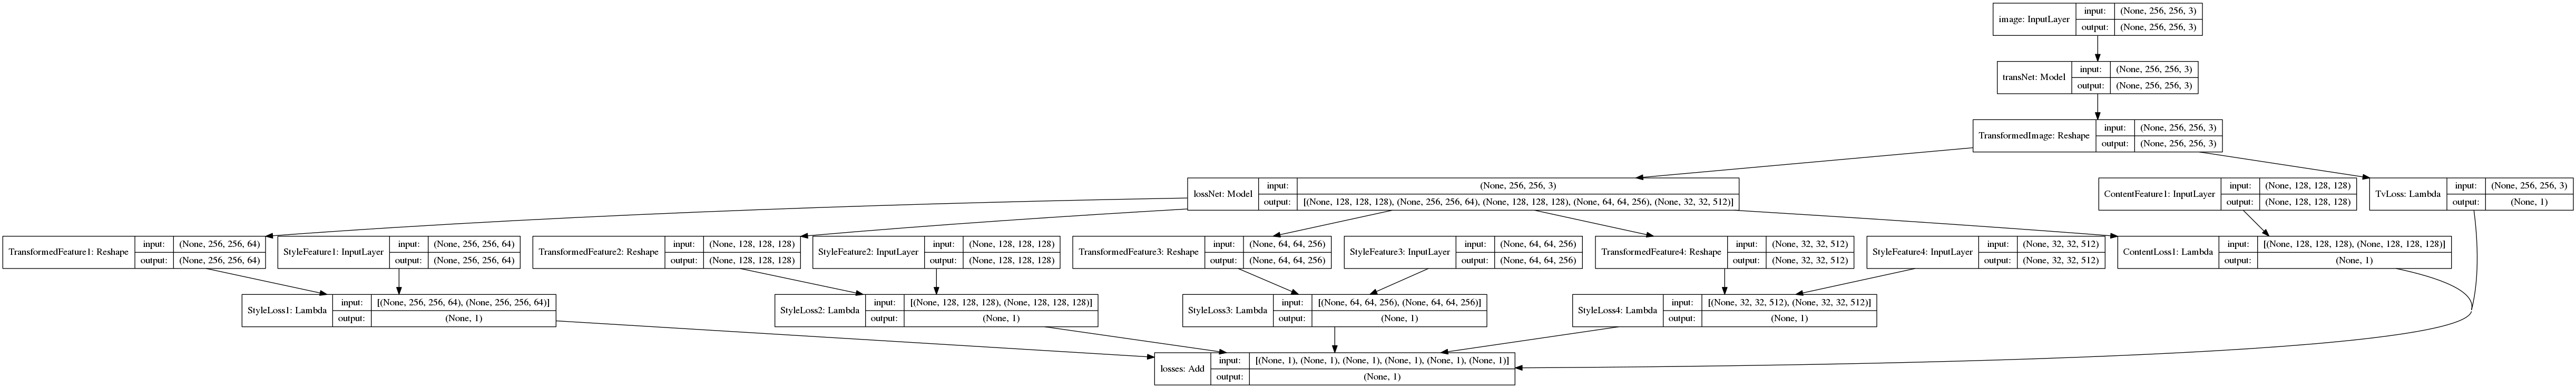 image: InputLayer
input: (None, 256, 256, 3)
output: (None, 256, 256, 3)
transNet: Model
input: (None, 256, 256, 3)
output: (None, 256, 256, 3)
TransformedImage: Reshape
input: (None, 256, 256, 3)
output: (None, 256, 256, 3)
lossNet: Model
input: (None, 256, 256, 3)
output: [(None, 128, 128, 128), (None, 256, 256, 64), (None, 128, 128, 128), (None, 64, 64, 256), (None, 32, 32, 512)]
ContentFeature1: InputLayer
input: (None, 128, 128, 128)
output: (None, 128, 128, 128)
TvLoss: Lambda
input: (None, 256, 256, 3)
output: (None, 1)
TransformedFeature1: Reshape
input: (None, 256, 256, 64)
output: (None, 256, 256, 64)
StyleFeature1: InputLayer
input: (None, 256, 256, 64)
output: (None, 256, 256, 64)
TransformedFeature2: Reshape
input: (None, 128, 128, 128)
output: (None, 128, 128, 128)
StyleFeature2: InputLayer
input: (None, 128, 128, 128)
output: (None, 128, 128, 128)
TransformedFeature3: Reshape
input: (None, 64, 64, 256)
output: (None, 64, 64, 256)
StyleFeature3: InputLayer
input: (None, 64, 64, 256)
output: (None, 64, 64, 256)
TransformedFeature4: Reshape
input: (None, 32, 32, 512)
output: (None, 32, 32, 512)
StyleFeature4: InputLayer
input: (None, 32, 32, 512)
output: (None, 32, 32, 512)
ContentLoss1: Lambda
input: [(None, 128, 128, 128), (None, 128, 128, 128)]
output: (None, 1)
StyleLoss1: Lambda
input: [(None, 256, 256, 64), (None, 256, 256, 64)]
output: (None, 1)
StyleLoss2: Lambda
input: [(None, 128, 128, 128), (None, 128, 128, 128)]
output: (None, 1)
StyleLoss3: Lambda
input: [(None, 64, 64, 256), (None, 64, 64, 256)]
output: (None, 1)
StyleLoss4: Lambda
input: [(None, 32, 32, 512), (None, 32, 32, 512)]
output: (None, 1)
losses: Add
input: [(None, 1), (None, 1), (None, 1), (None, 1), (None, 1), (None, 1)]
output: (None, 1)